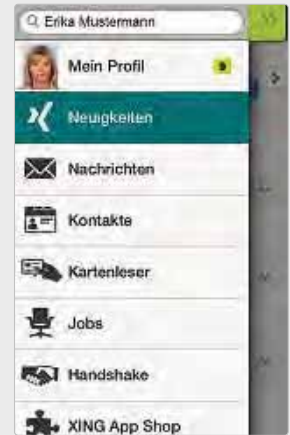 Erika Mustermann
Mein Profil
Neuigkeiten
Nachrichten
Kontakte
Kartenleser
Jobs
Handshake
XING App Shop